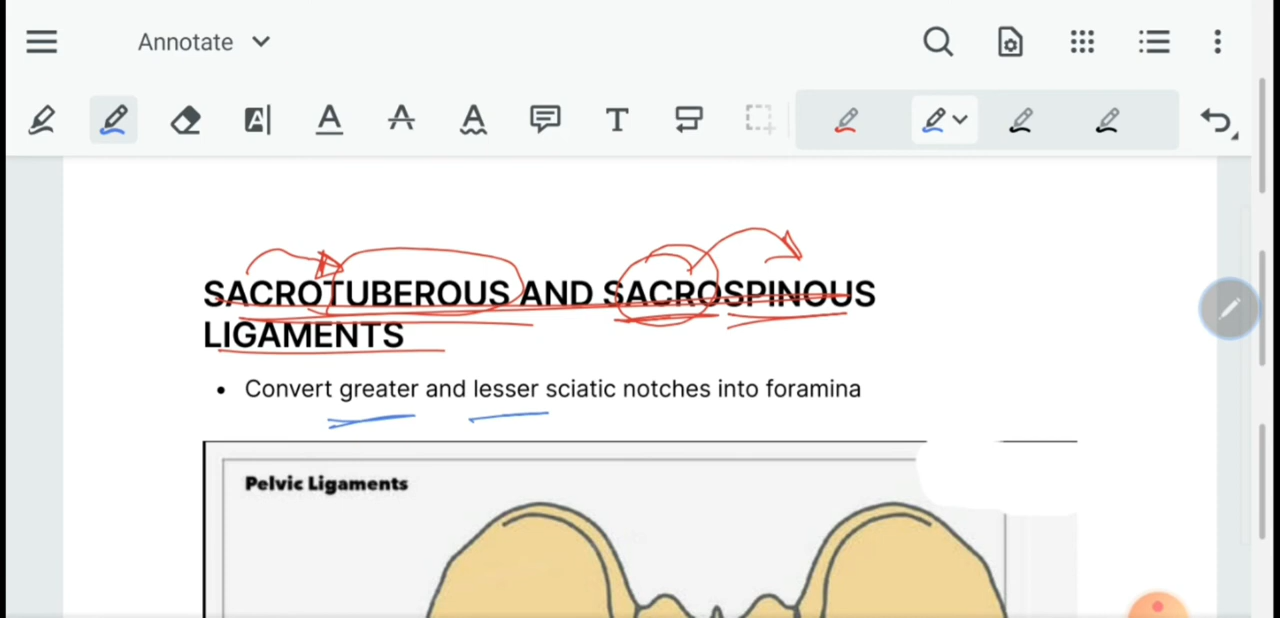 Annotate
SACROTUBEROUS AND SACROSPINOUS
LIGAMENTS
• Convert greater and lesser sciatic notches into foramina
Pelvic Ligaments